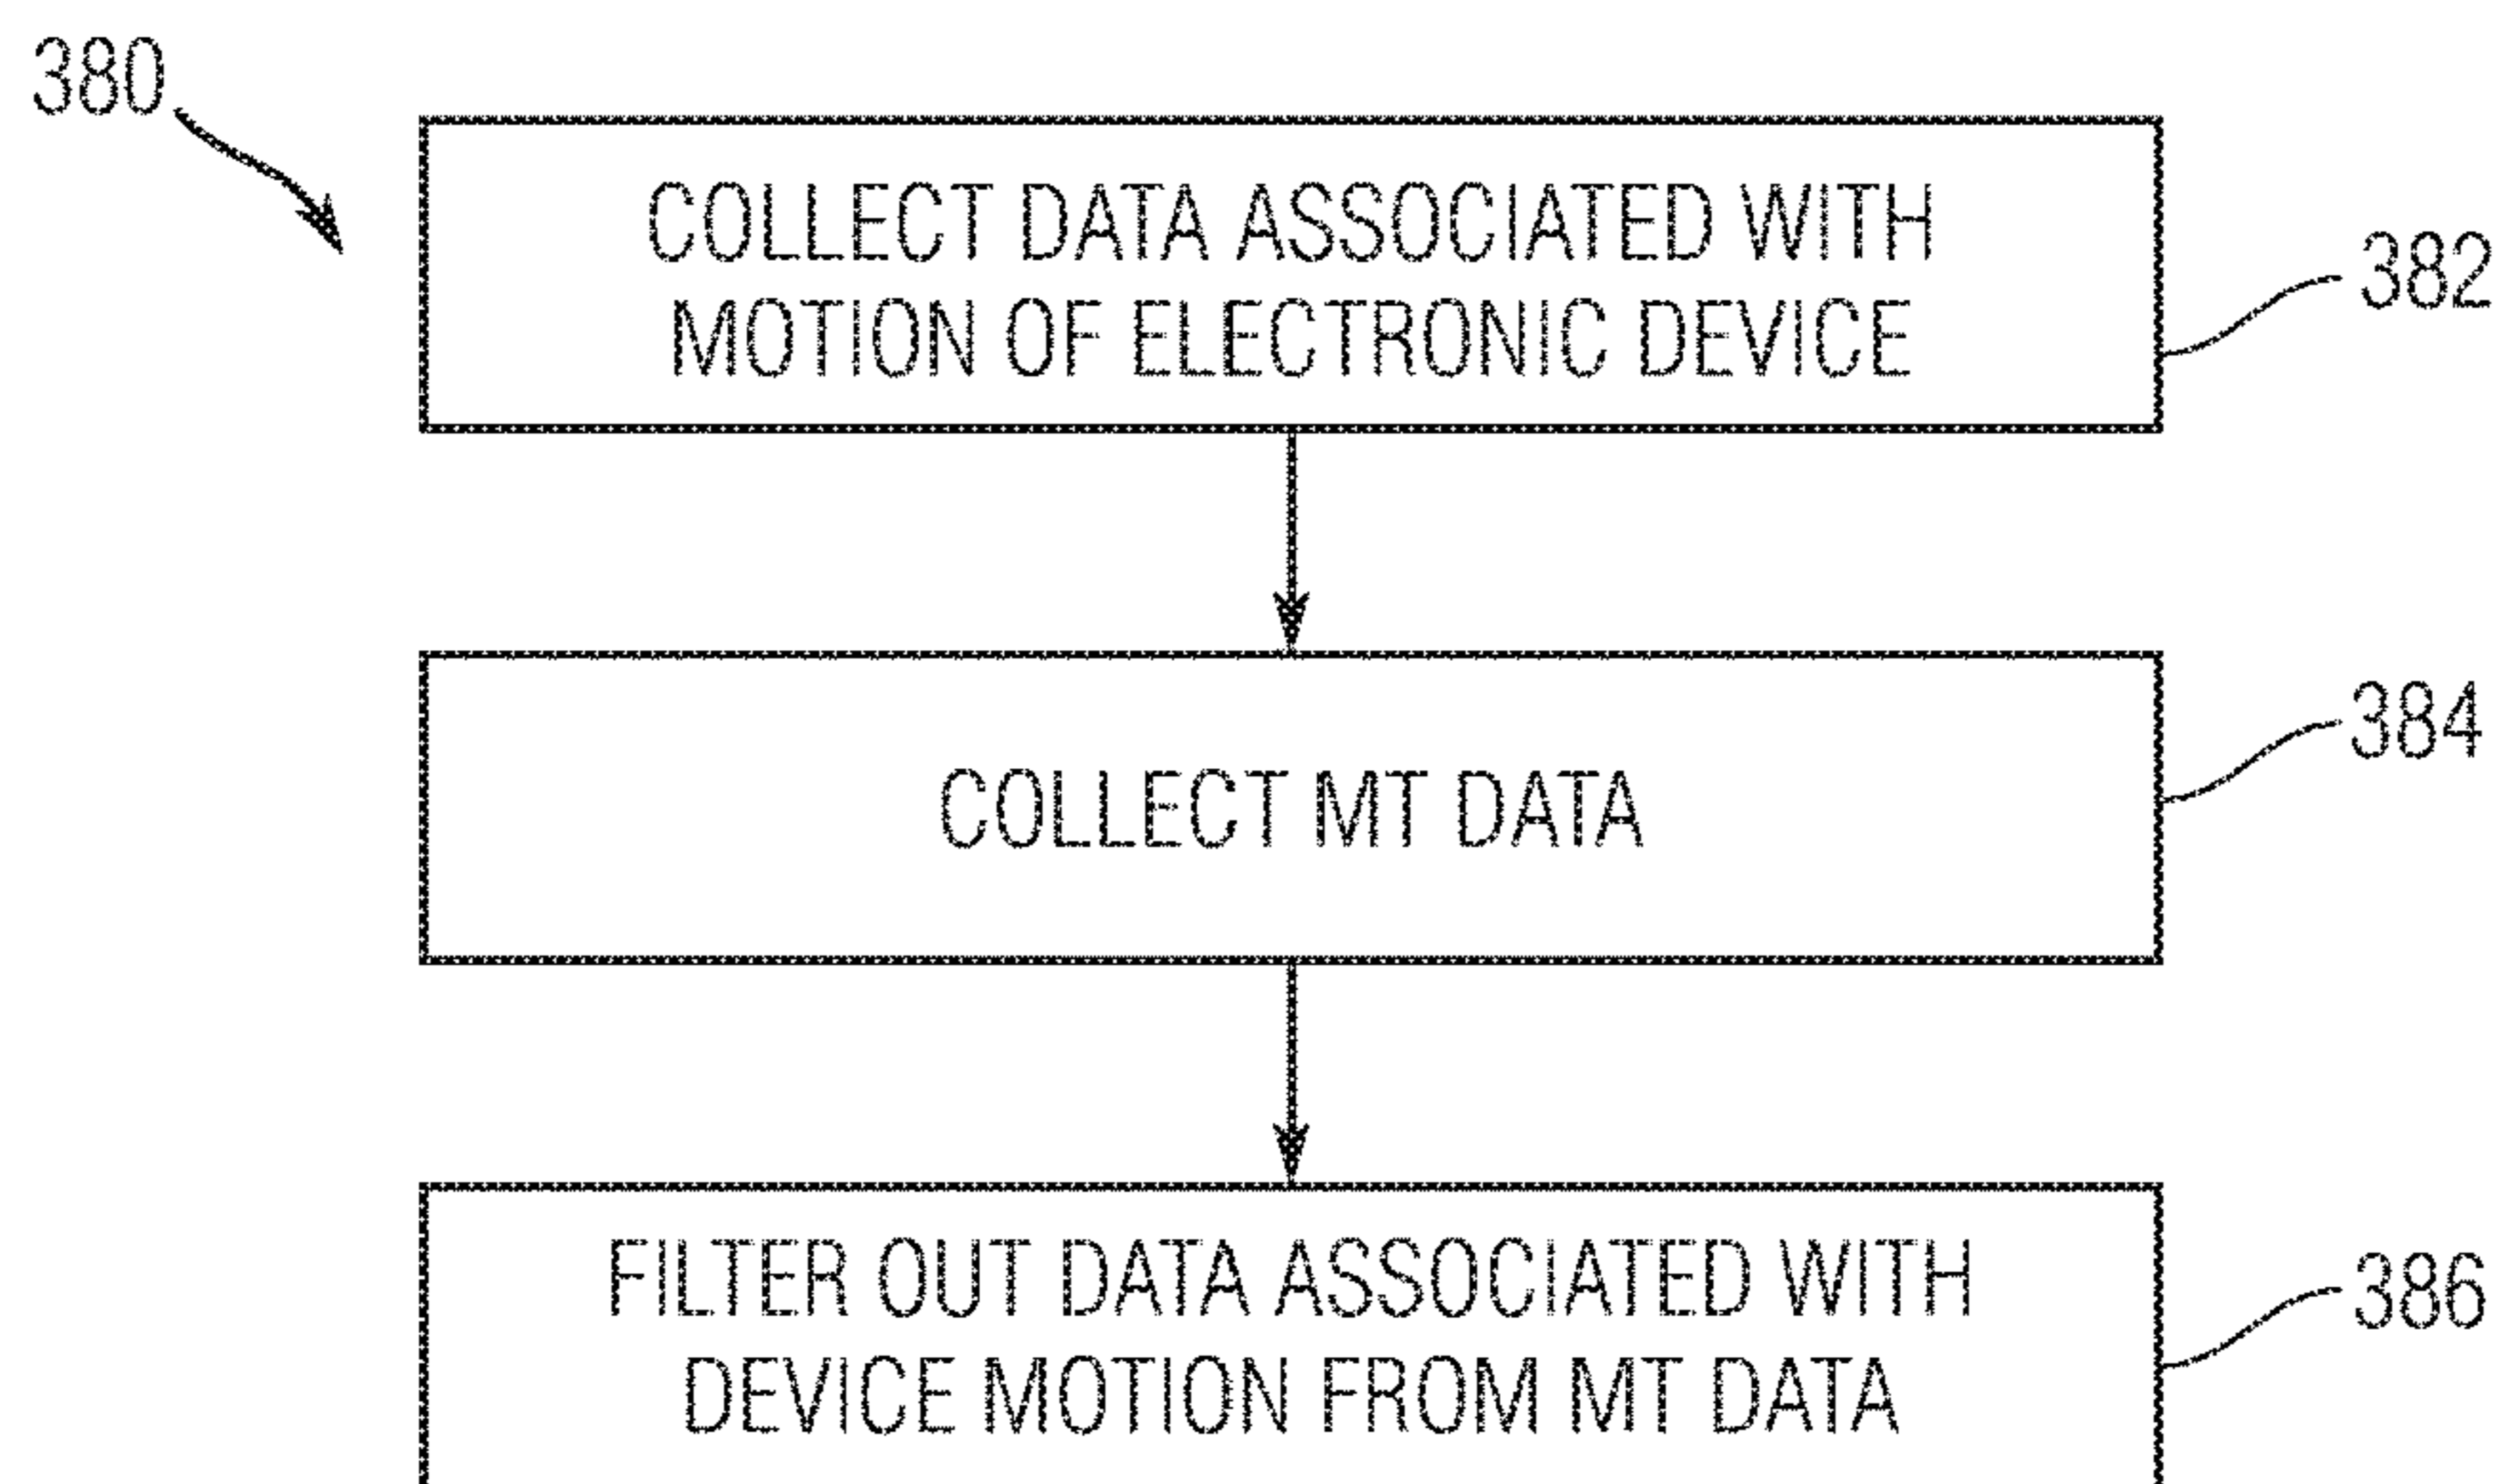 380
COLLECT DATA ASSOCIATED WITH
MOTION OF ELECTRONIC DEVICE
382
COLLECT MT DATA
384
FILTER OUT DATA ASSOCIATED WITH
DEVICE MOTION FROM MT DATA
386